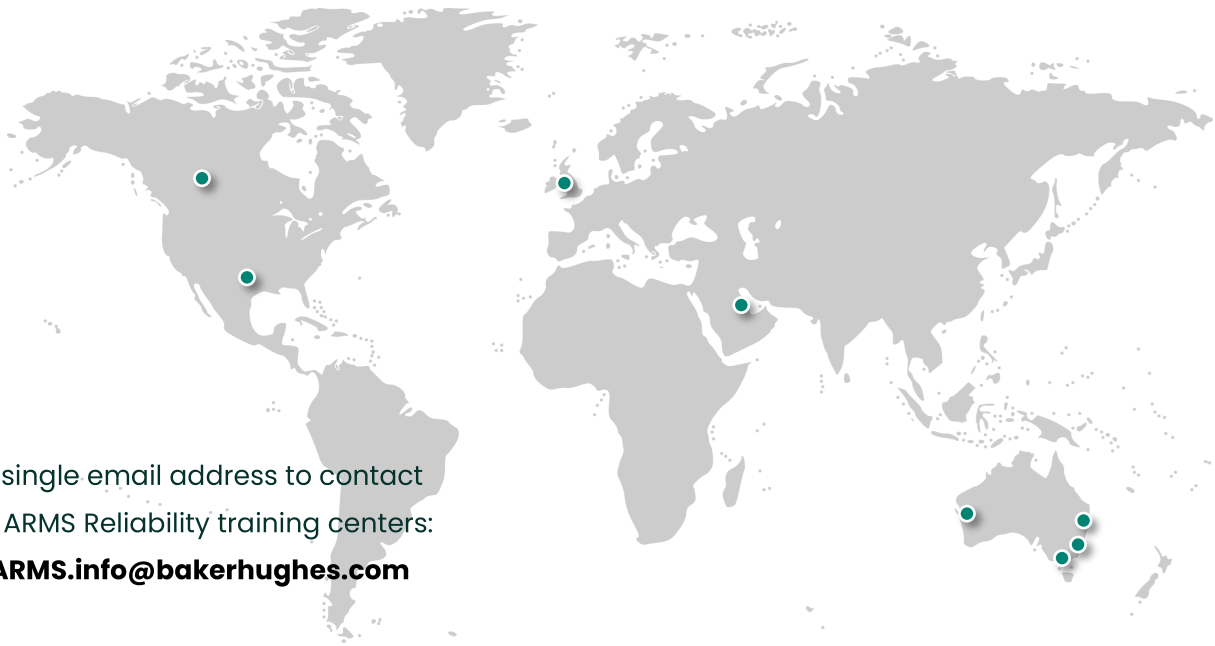 single email address to contact
ARMS Reliability training centers:
ARMS.info@bakerhughes.com